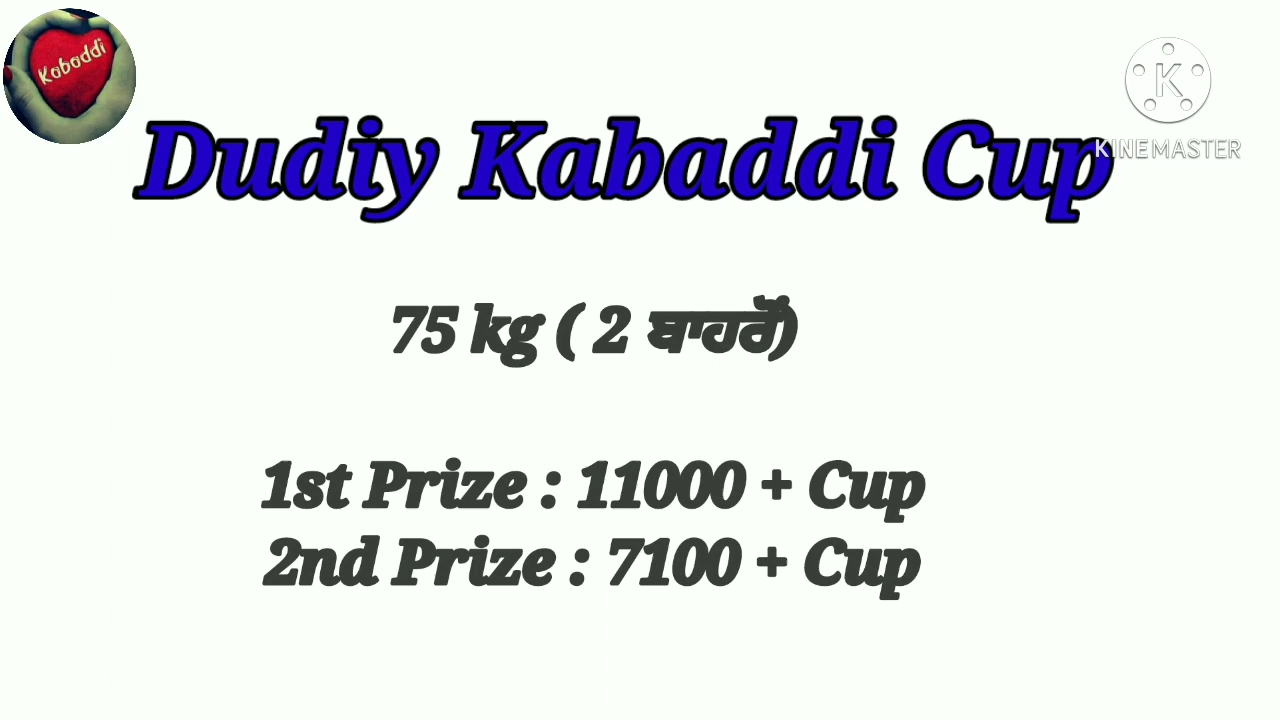 Kabaddi
K
KINEMASTER
Dudiy Kabaddi Cup
75 kg ( 2 ਬਾਹਰੋਂ)
1st Prize : 11000 + Cup
2nd Prize : 7100 + Cup